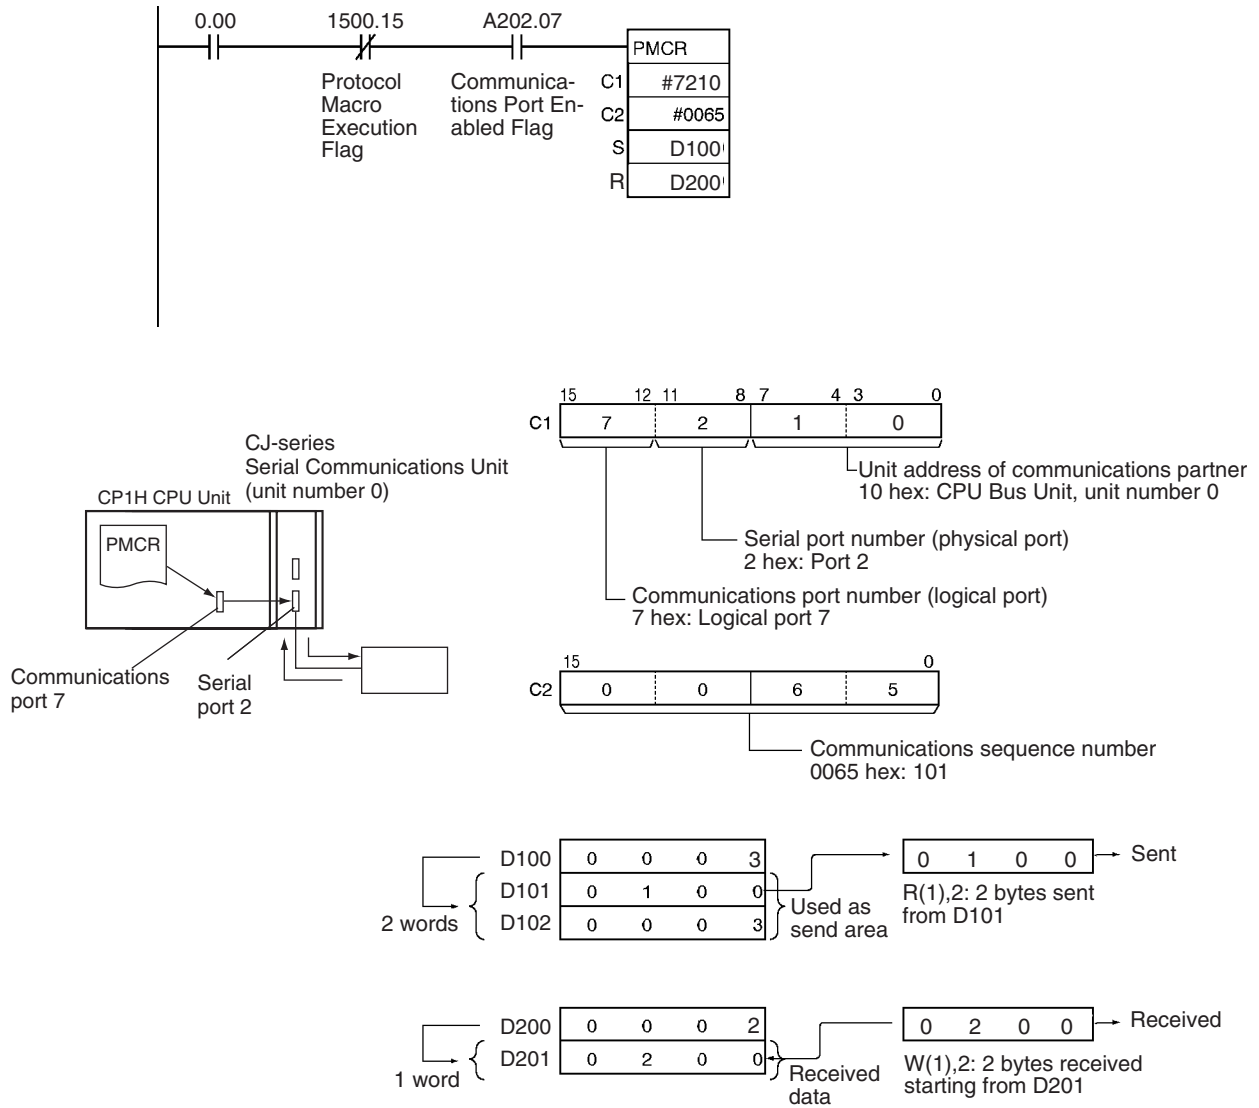 0.00 1500.15 A202.07
Protocol
Macro
Execution
Flag
Communica-
tions Port En-
abled Flag
PMCR
C1 #7210
C2 #0065
S D100
R D200
15 12 11 8 7 4 3 0
C1 7 2 1 0
Unit address of communications partner
10 hex: CPU Bus Unit, unit number 0
Serial port number (physical port)
2 hex: Port 2
Communications port number (logical port)
7 hex: Logical port 7
CJ-series
Serial Communications Unit
(unit number 0)
CP1H CPU Unit
PMCR
Communications
port 7
Serial
port 2
15 0
C2 0 0 6 5
Communications sequence number
0065 hex: 101
D100 0 0 0 3
D101 0 1 0 0
D102 0 0 0 3
2 words
Used as
send area
0 1 0 0 Sent
R(1),2: 2 bytes sent
from D101
D200 0 0 0 2
D201 0 2 0 0
1 word
Received
data
0 2 0 0 Received
W(1),2: 2 bytes received
starting from D201